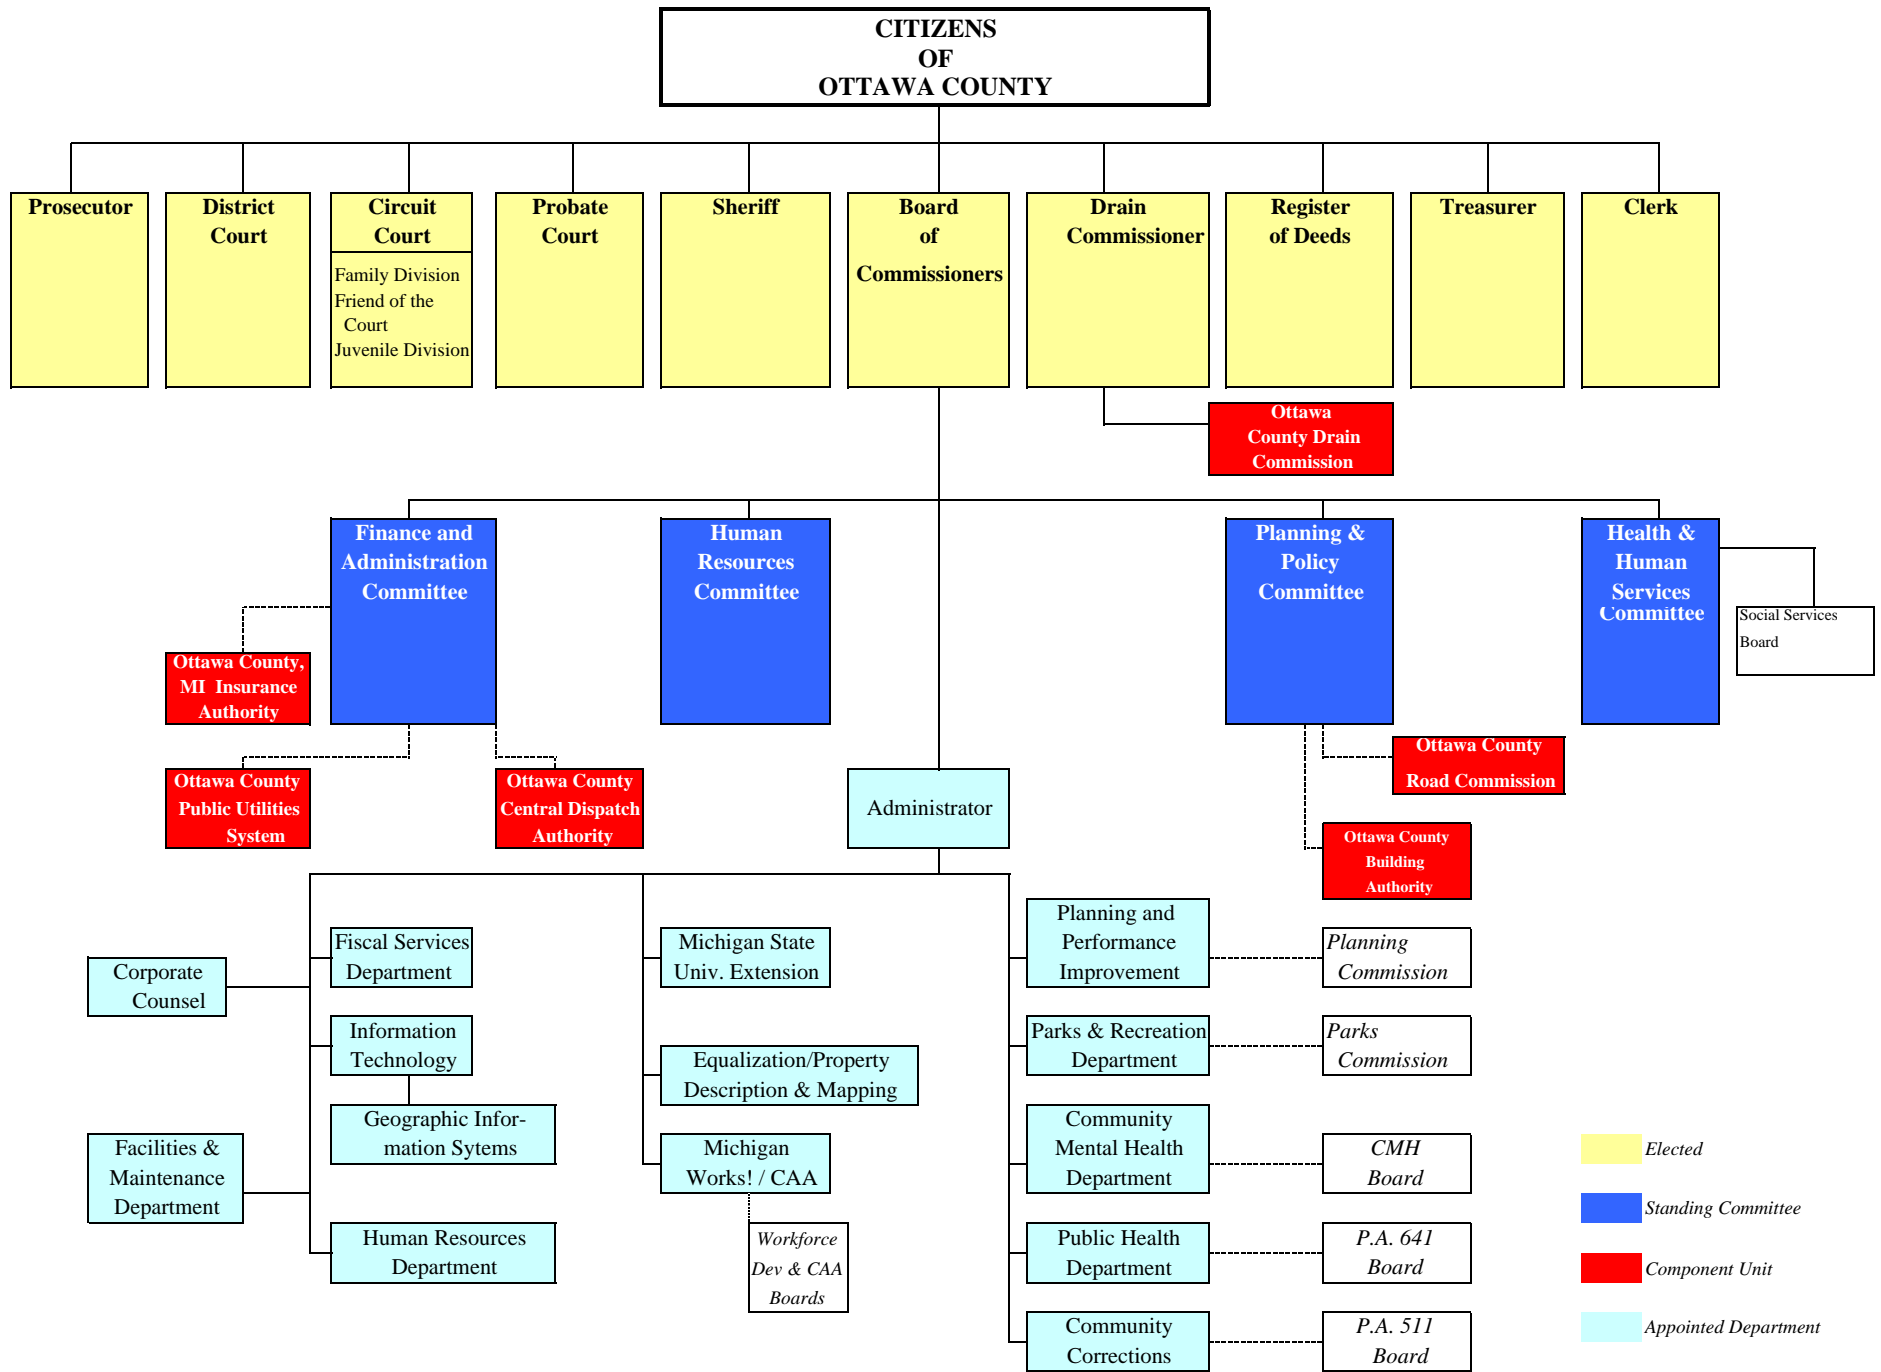 CITIZENS
OF
OTTAWA COUNTY
Prosecutor
District
Court
Circuit
Court
Family Division
Friend of the
Court
Juvenile Division
Probate
Court
Sheriff
Board
of
Commissioners
Drain
Commissioner
Register
of Deeds
Treasurer
Clerk
Ottawa
County Drain
Commission
Finance and
Administration
Committee
Human
Resources
Committee
Planning &
Policy
Committee
Health &
Human
Services
Committee
Social Services
Board
Ottawa County,
MI Insurance
Authority
Ottawa County
Public Utilities
System
Ottawa County
Central Dispatch
Authority
Administrator
Ottawa County
Road Commission
Ottawa County
Building
Authority
Corporate
Counsel
Facilities &
Maintenance
Department
Fiscal Services
Department
Information
Technology
Geographic Infor-
mation Sytems
Human Resources
Department
Michigan State
Univ. Extension
Equalization/Property
Description & Mapping
Michigan
Works! / CAA
Workforce
Dev & CAA
Boards
Planning and
Performance
Improvement
Planning
Commission
Parks & Recreation
Department
Parks
Commission
Community
Mental Health
Department
CMH
Board
Public Health
Department
P.A. 641
Board
Community
Corrections
P.A. 511
Board
Elected
Standing Committee
Component Unit
Appointed Department